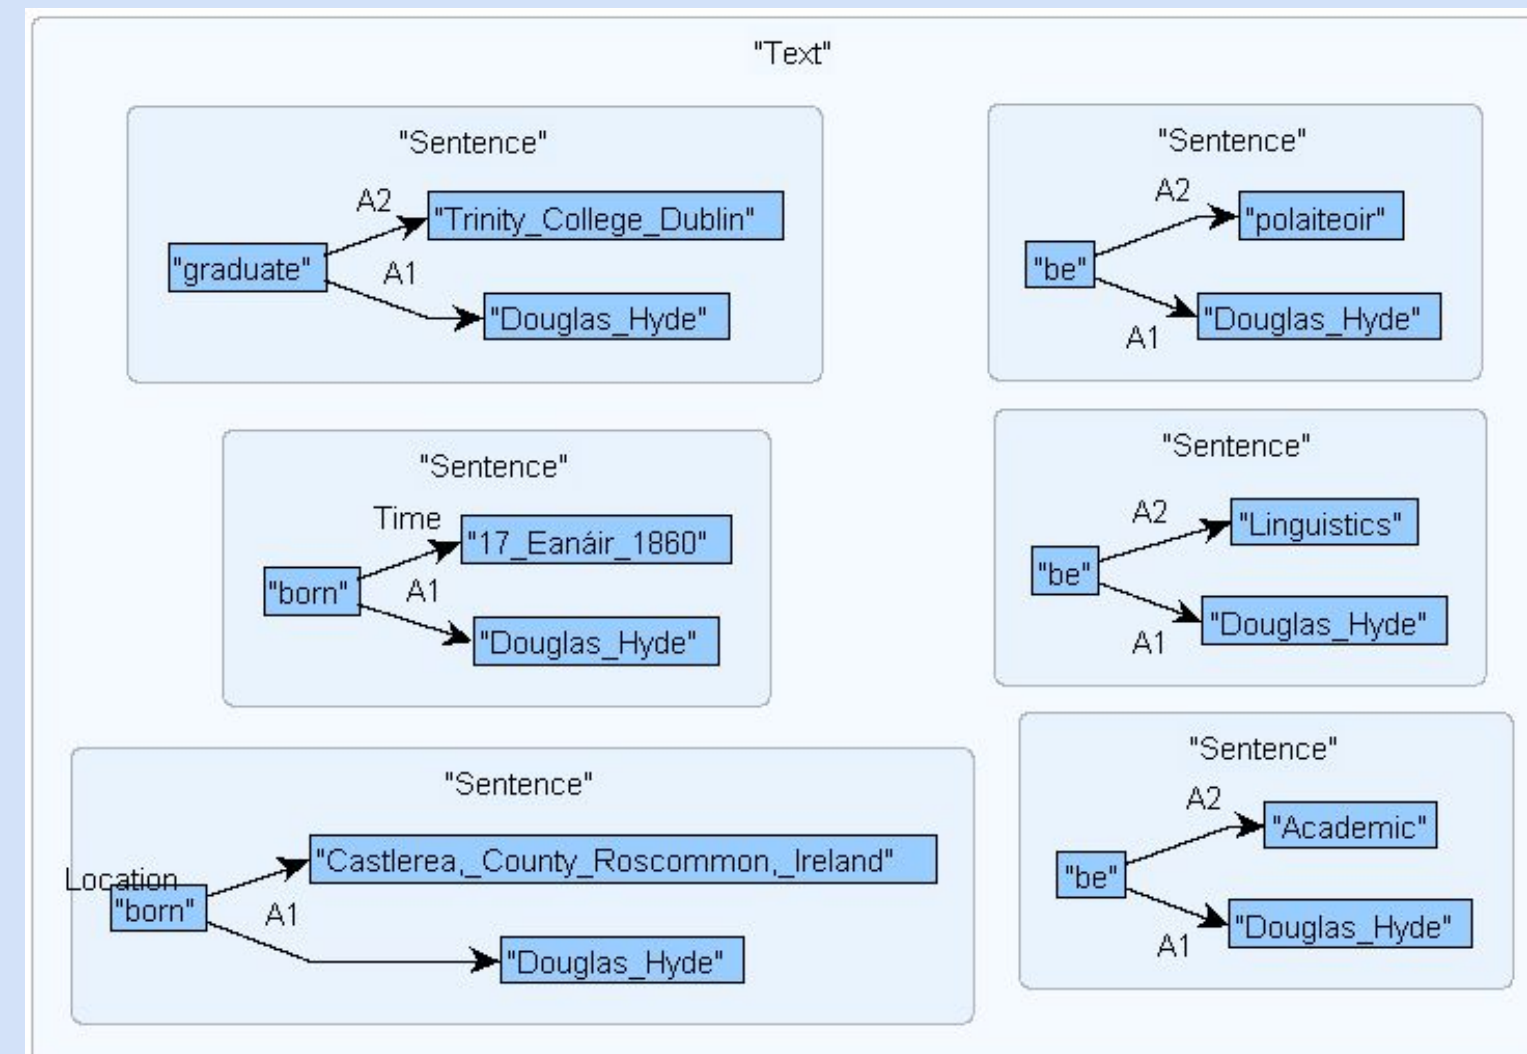 "Text"
"Sentence"
A2
"Trinity_College_Dublin"
"graduate"
A1
"Douglas_Hyde"
"Sentence"
Time
"17_Eanáir_1860"
"born"
A1
"Douglas_Hyde"
"Sentence"
"Castlerea,_County_Roscommon,_Ireland"
Location
"born"
A1
"Douglas_Hyde"
"Sentence"
A2
"polaiteoir"
"be"
"Douglas_Hyde"
A1
"Sentence"
A2
"Linguistics"
"be"
"Douglas_Hyde"
A1
"Sentence"
A2
"Academic"
"be"
"Douglas_Hyde"
A1